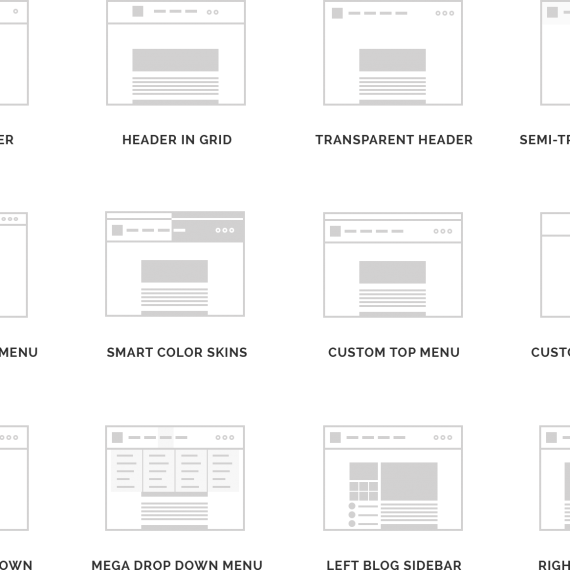 ER
HEADER IN GRID
TRANSPARENT HEADER
SEMI-TR
MENU
SMART COLOR SKINS
CUSTOM TOP MENU
CUSTO
OWN
MEGA DROP DOWN MENU
LEFT BLOG SIDEBAR
RIGH